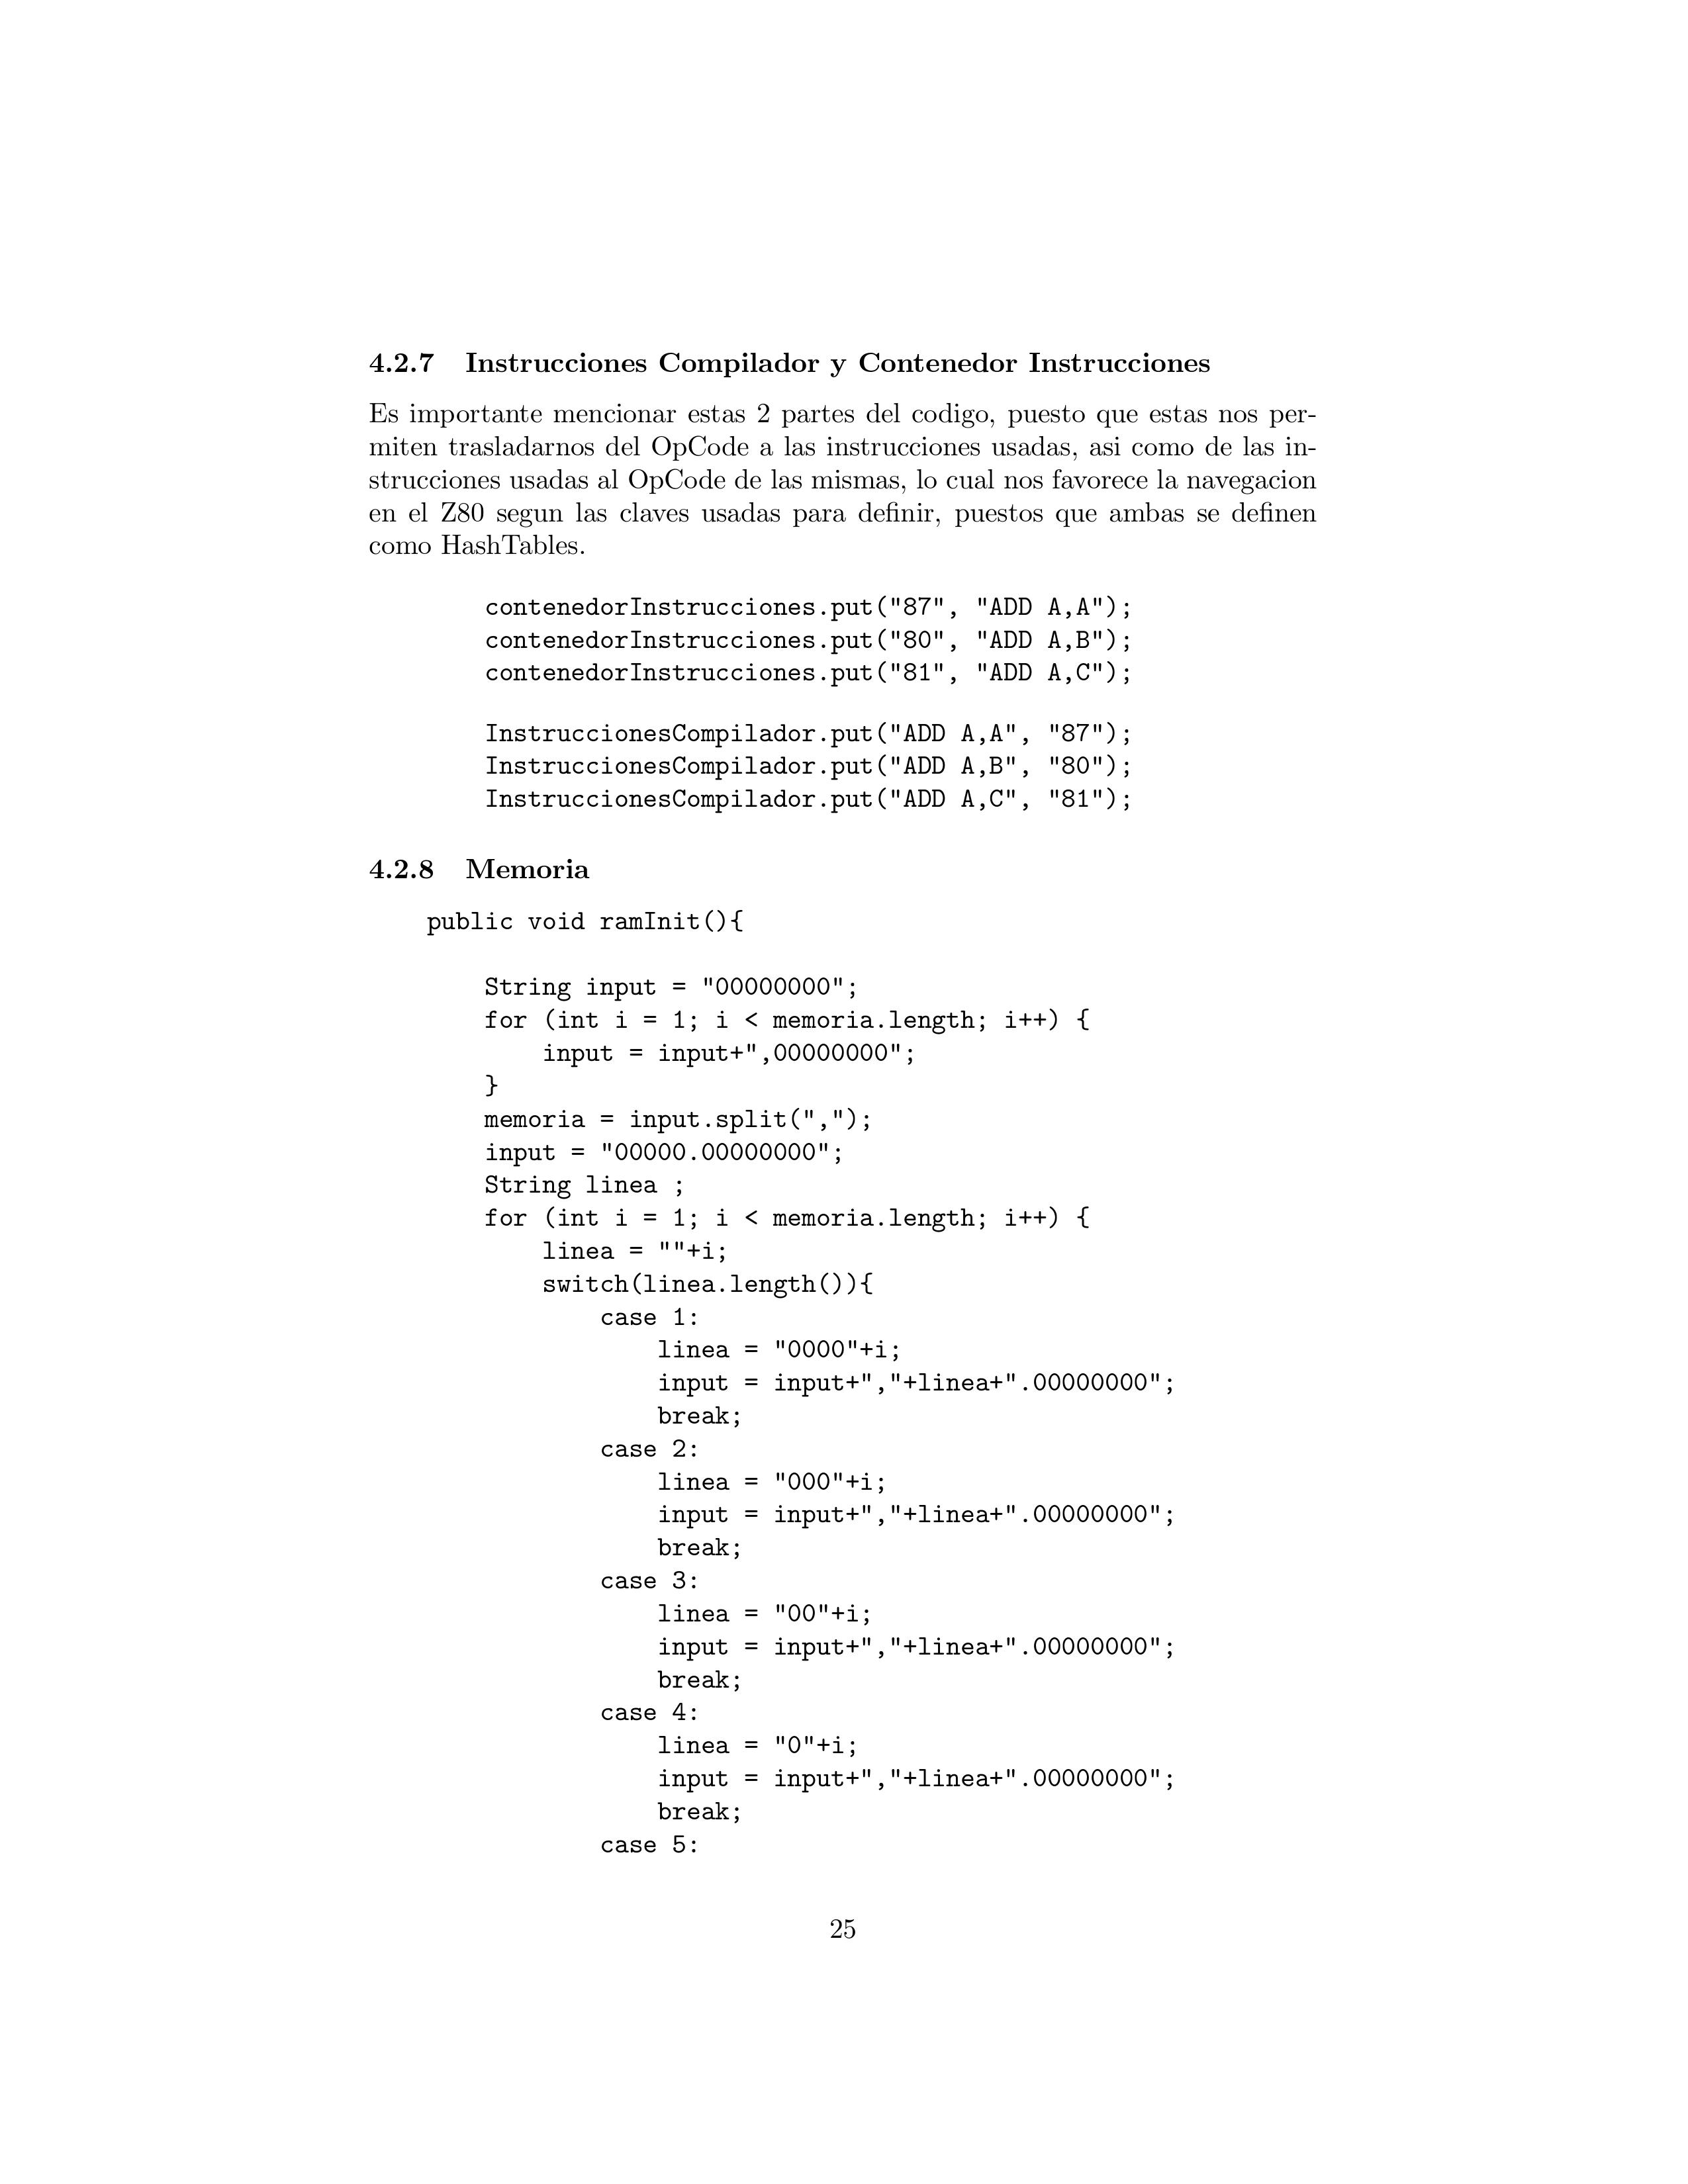 4.2.7 Instrucciones Compilador y Contenedor Instrucciones
Es importante mencionar estas 2 partes del codigo, puesto que estas nos per-
miten trasladarnos del OpCode a las instrucciones usadas, asi como de las in-
strucciones usadas al OpCode de las mismas, lo cual nos favorece la navegacion
en el Z80 segun las claves usadas para definir, puestos que ambas se definen
como HashTables.
contenedorInstrucciones.put("87", "ADD A,A");
contenedorInstrucciones.put("80", "ADD A,B");
contenedorInstrucciones.put("81", "ADD A,C");
InstruccionesCompilador.put("ADD A,A", "87");
InstruccionesCompilador.put("ADD A,B", "80");
InstruccionesCompilador.put("ADD A,C", "81");
4.2.8 Memoria
public void ramInit(){
String input = "00000000";
for (int i = 1; i < memoria.length; i++) {
input = input+",00000000";
}
memoria = input.split(",");
input = "00000.00000000";
String linea ;
for (int i = 1; i < memoria.length; i++) {
linea = ""+i;
switch(linea.length()){
case 1:
linea = "0000"+i;
input = input+","+linea+".00000000";
break;
case 2:
linea = "000"+i;
input = input+","+linea+".00000000";
break;
case 3:
linea = "00"+i;
input = input+","+linea+".00000000";
break;
case 4:
linea = "0"+i;
input = input+","+linea+".00000000";
break;
case 5:
25